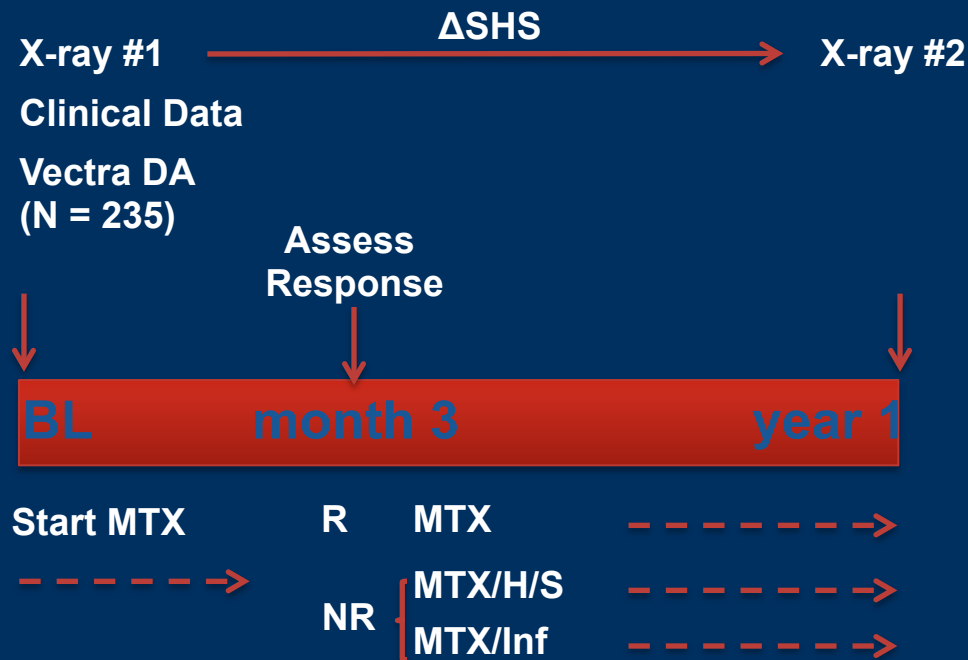 ΔSHS
X-ray #1
X-ray #2
Clinical Data
Vectra DA
(N = 235)
Assess
Response
BL month 3 year 1
Start MTX R MTX
MTX/H/S
NR
MTX/Inf